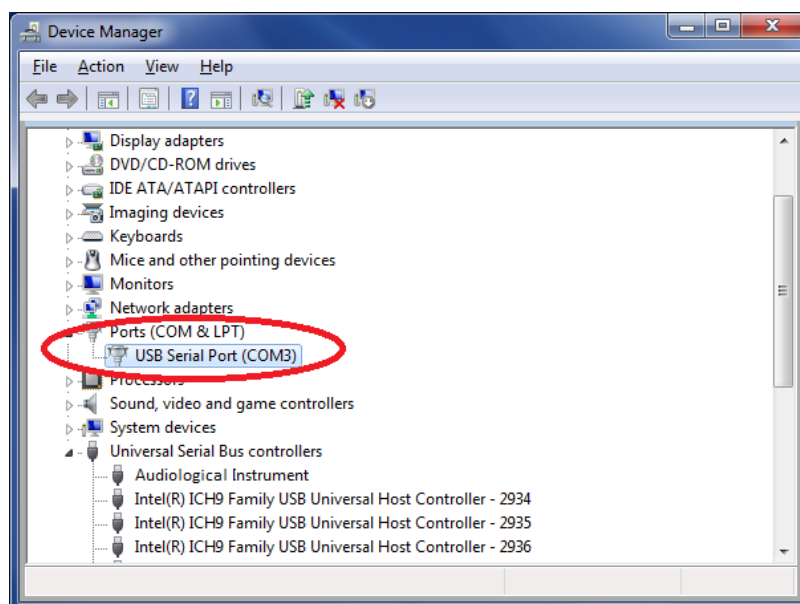 Device Manager
File Action View Help
Display adapters
DVD/CD-ROM drives
IDE ATA/ATAPI controllers
Imaging devices
Keyboards
Mice and other pointing devices
Monitors
Network adapters
Ports (COM & LPT)
USB Serial Port (COM3)
Processors
Sound, video and game controllers
System devices
Universal Serial Bus controllers
Audiological Instrument
Intel(R) ICH9 Family USB Universal Host Controller - 2934
Intel(R) ICH9 Family USB Universal Host Controller - 2935
Intel(R) ICH9 Family USB Universal Host Controller - 2936